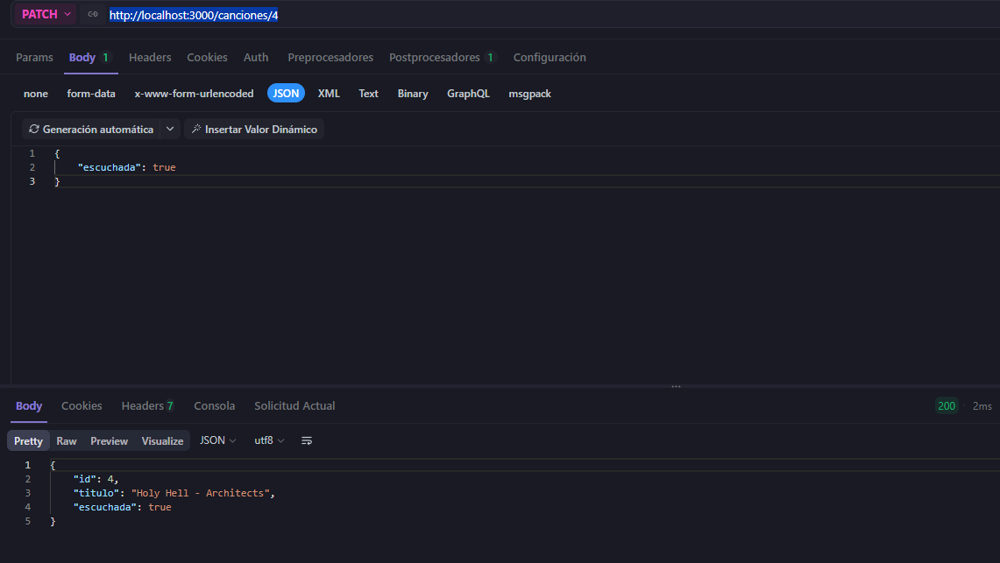 PATCH http://localhost:3000/canciones/4
Params Body 1 Headers Cookies Auth Preprocesadores Postprocesadores 1 Configuración
none form-data x-www-form-urlencoded JSON XML Text Binary GraphQL msgpack
Generación automática Insertar Valor Dinámico
1 {
2 "escuchada": true
3 }
Body Cookies Headers 7 Consola Solicitud Actual 200 · 2ms
Pretty Raw Preview Visualize JSON utf8
1 {
2 "id": 4,
3 "titulo": "Holy Hell - Architects",
4 "escuchada": true
5 }